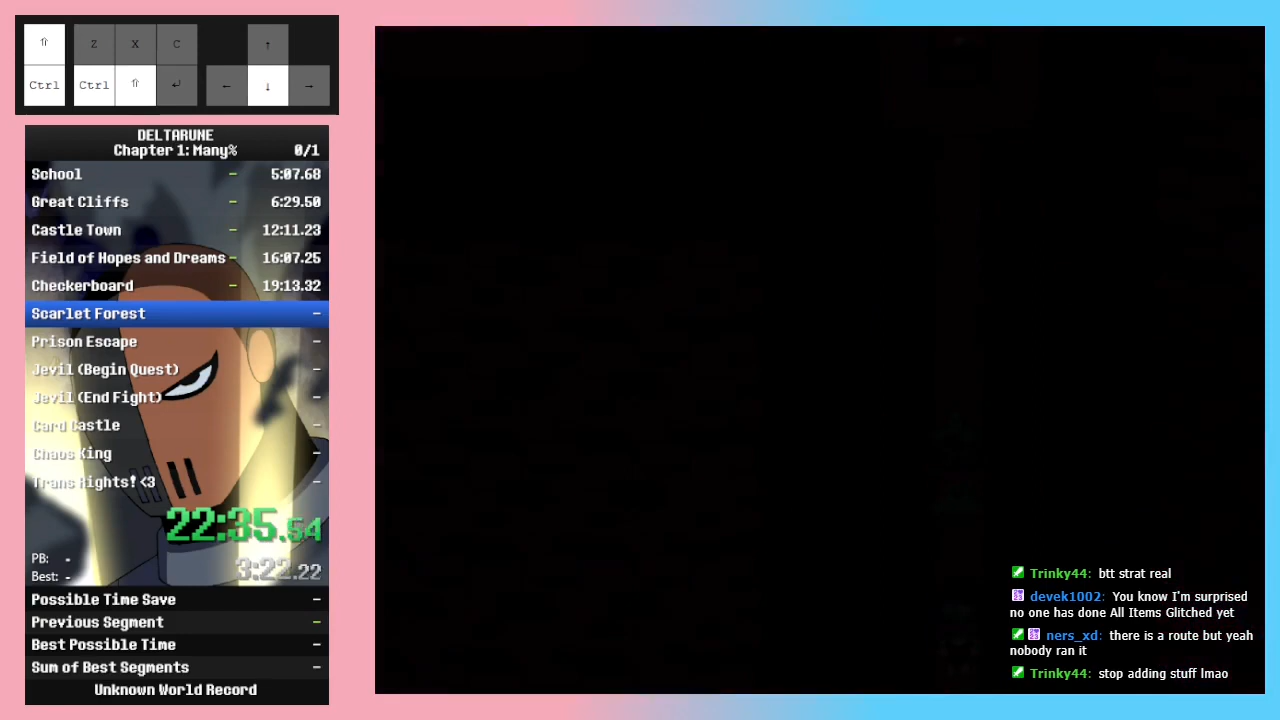 ⇧ Z X C ↑
Ctrl Ctrl ⇧ ↵ ← ↓ →
DELTARUNE
Chapter 1: Many% 0/1
School – 5:07.68
Great Cliffs – 6:29.50
Castle Town – 12:11.23
Field of Hopes and Dreams – 16:07.25
Checkerboard – 19:13.32
Scarlet Forest –
Prison Escape –
Jevil (Begin Quest) –
Jevil (End Fight) –
Card Castle –
Chaos King –
Trans Rights! <3 –
22:35.54
PB: -
3:22.22
Best: -
Possible Time Save –
Previous Segment –
Best Possible Time –
Sum of Best Segments –
Unknown World Record
Trinky44: btt strat real
devek1002: You know I'm surprised
no one has done All Items Glitched yet
ners_xd: there is a route but yeah
nobody ran it
Trinky44: stop adding stuff lmao